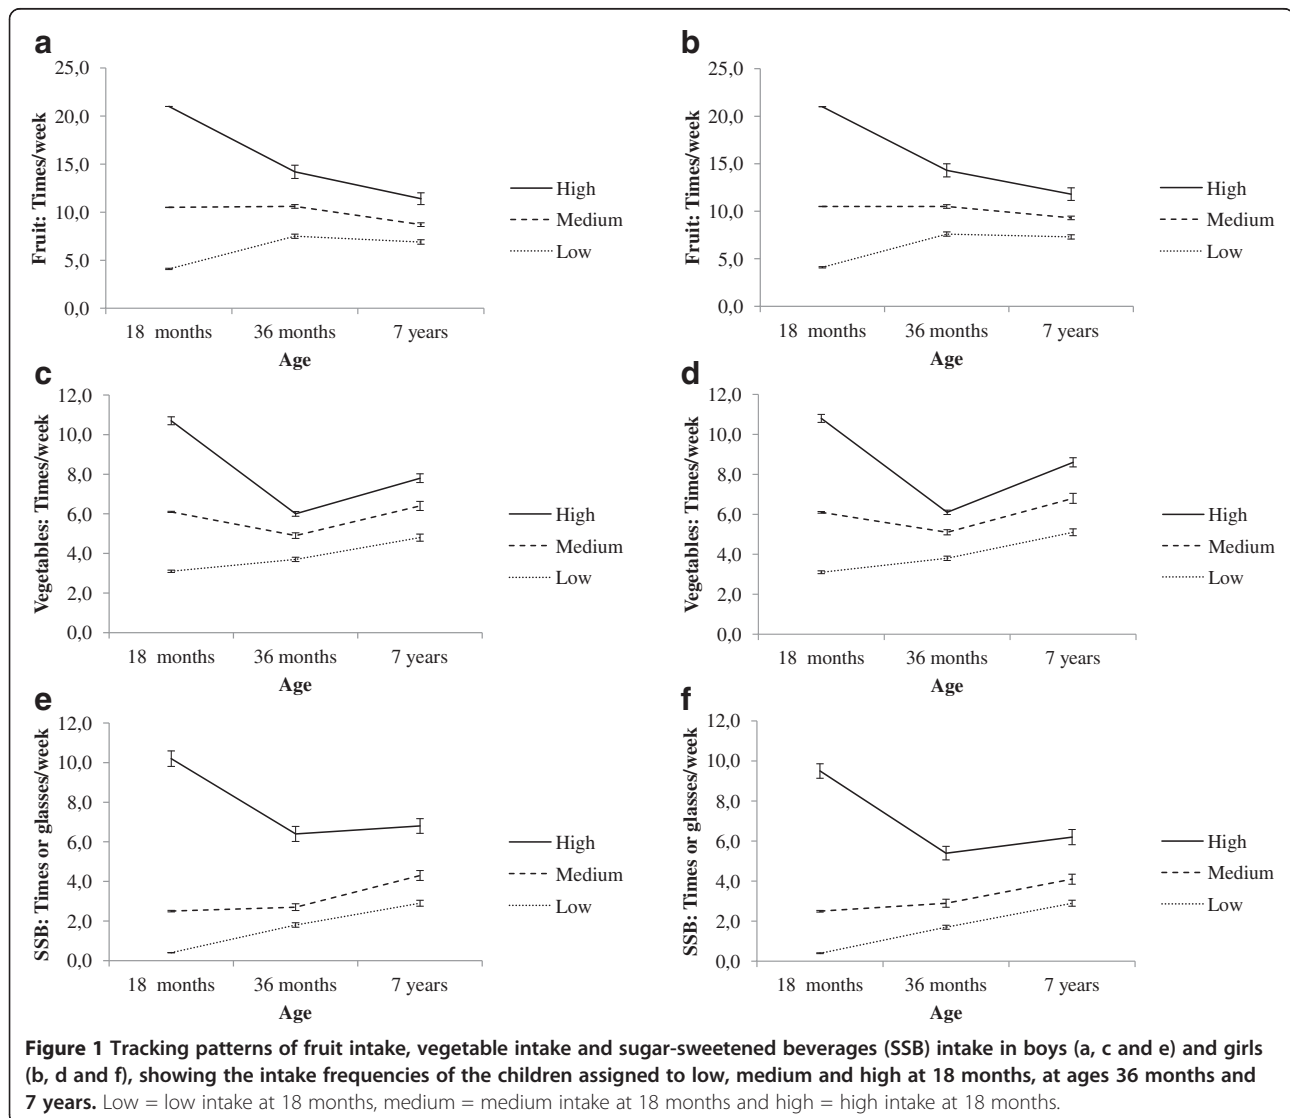 a
25,0
20,0
15,0
10,0
5,0
0,0
Fruit: Times/week
18 months
36 months
7 years
Age
High
Medium
Low
b
25,0
20,0
15,0
10,0
5,0
0,0
Fruit: Times/week
18 months
36 months
7 years
Age
High
Medium
Low
c
12,0
10,0
8,0
6,0
4,0
2,0
0,0
Vegetables: Times/week
18 months
36 months
7 years
Age
High
Medium
Low
d
12,0
10,0
8,0
6,0
4,0
2,0
0,0
Vegetables: Times/week
18 months
36 months
7 years
Age
High
Medium
Low
e
12,0
10,0
8,0
6,0
4,0
2,0
0,0
SSB: Times or glasses/week
18 months
36 months
7 years
Age
High
Medium
Low
f
12,0
10,0
8,0
6,0
4,0
2,0
0,0
SSB: Times or glasses/week
18 months
36 months
7 years
Age
High
Medium
Low
Figure 1 Tracking patterns of fruit intake, vegetable intake and sugar-sweetened beverages (SSB) intake in boys (a, c and e) and girls
(b, d and f), showing the intake frequencies of the children assigned to low, medium and high at 18 months, at ages 36 months and
7 years. Low = low intake at 18 months, medium = medium intake at 18 months and high = high intake at 18 months.